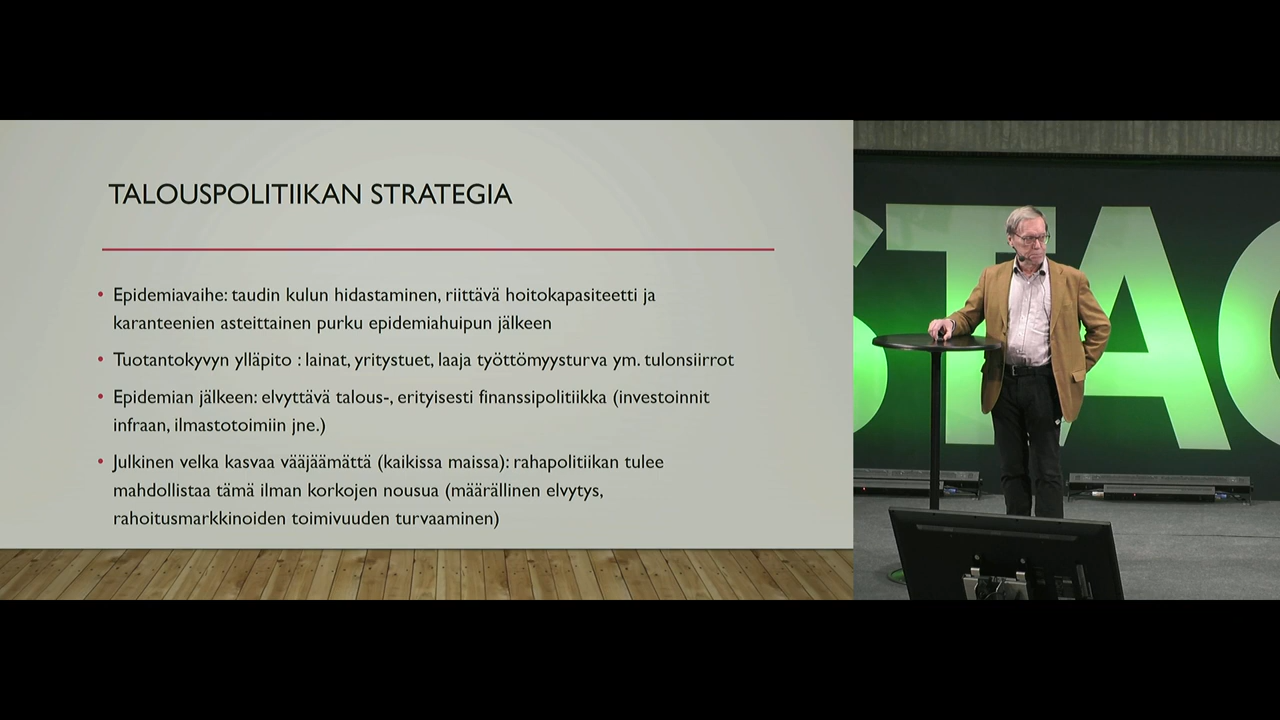 TALOUSPOLITIIKAN STRATEGIA
• Epidemiavaihe: taudin kulun hidastaminen, riittävä hoitokapasiteetti ja
karanteenien asteittainen purku epidemiahuipun jälkeen
• Tuotantokyvyn ylläpito : lainat, yritystuet, laaja työttömyysturva ym. tulonsiirrot
• Epidemian jälkeen: elvyttävä talous-, erityisesti finanssipolitiikka (investoinnit
infraan, ilmastotoimiin jne.)
• Julkinen velka kasvaa vääjäämättä (kaikissa maissa): rahapolitiikan tulee
mahdollistaa tämä ilman korkojen nousua (määrällinen elvytys,
rahoitusmarkkinoiden toimivuuden turvaaminen)
STAG